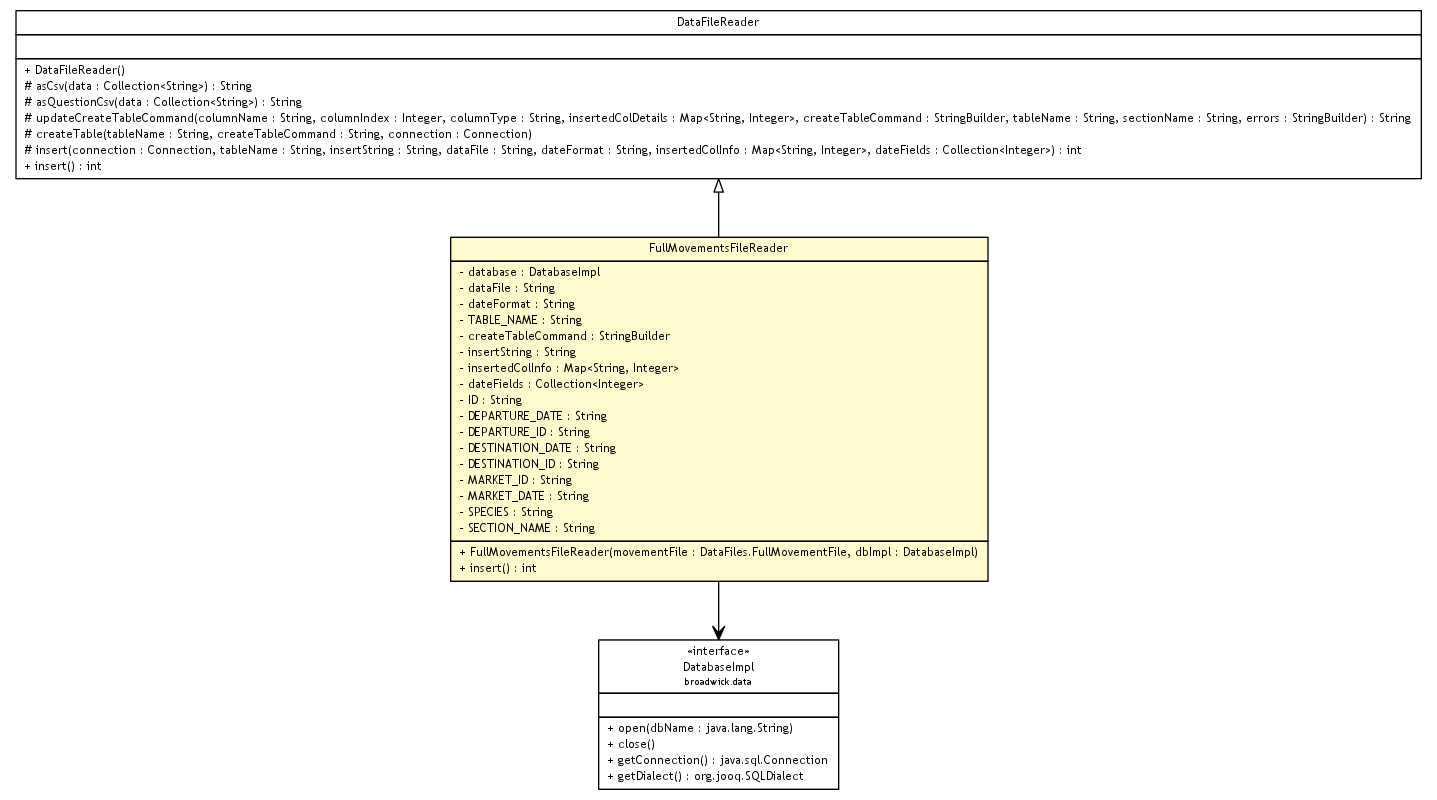 DataFileReader
+ DataFileReader()
# asCsv(data : Collection<String>) : String
# asQuestionCsv(data : Collection<String>) : String
# updateCreateTableCommand(columnName : String, columnIndex : Integer, columnType : String, insertedColDetails : Map<String, Integer>, createTableCommand : StringBuilder, tableName : String, sectionName : String, errors : StringBuilder) : String
# createTable(tableName : String, createTableCommand : String, connection : Connection)
# insert(connection : Connection, tableName : String, insertString : String, dataFile : String, dateFormat : String, insertedColInfo : Map<String, Integer>, dateFields : Collection<Integer>) : int
+ insert() : int
FullMovementsFileReader
- database : DatabaseImpl
- dataFile : String
- dateFormat : String
- TABLE_NAME : String
- createTableCommand : StringBuilder
- insertString : String
- insertedColInfo : Map<String, Integer>
- dateFields : Collection<Integer>
- ID : String
- DEPARTURE_DATE : String
- DEPARTURE_ID : String
- DESTINATION_DATE : String
- DESTINATION_ID : String
- MARKET_ID : String
- MARKET_DATE : String
- SPECIES : String
- SECTION_NAME : String
+ FullMovementsFileReader(movementFile : DataFiles.FullMovementFile, dbImpl : DatabaseImpl)
+ insert() : int
«interface»
DatabaseImpl
broadwick.data
+ open(dbName : java.lang.String)
+ close()
+ getConnection() : java.sql.Connection
+ getDialect() : org.jooq.SQLDialect